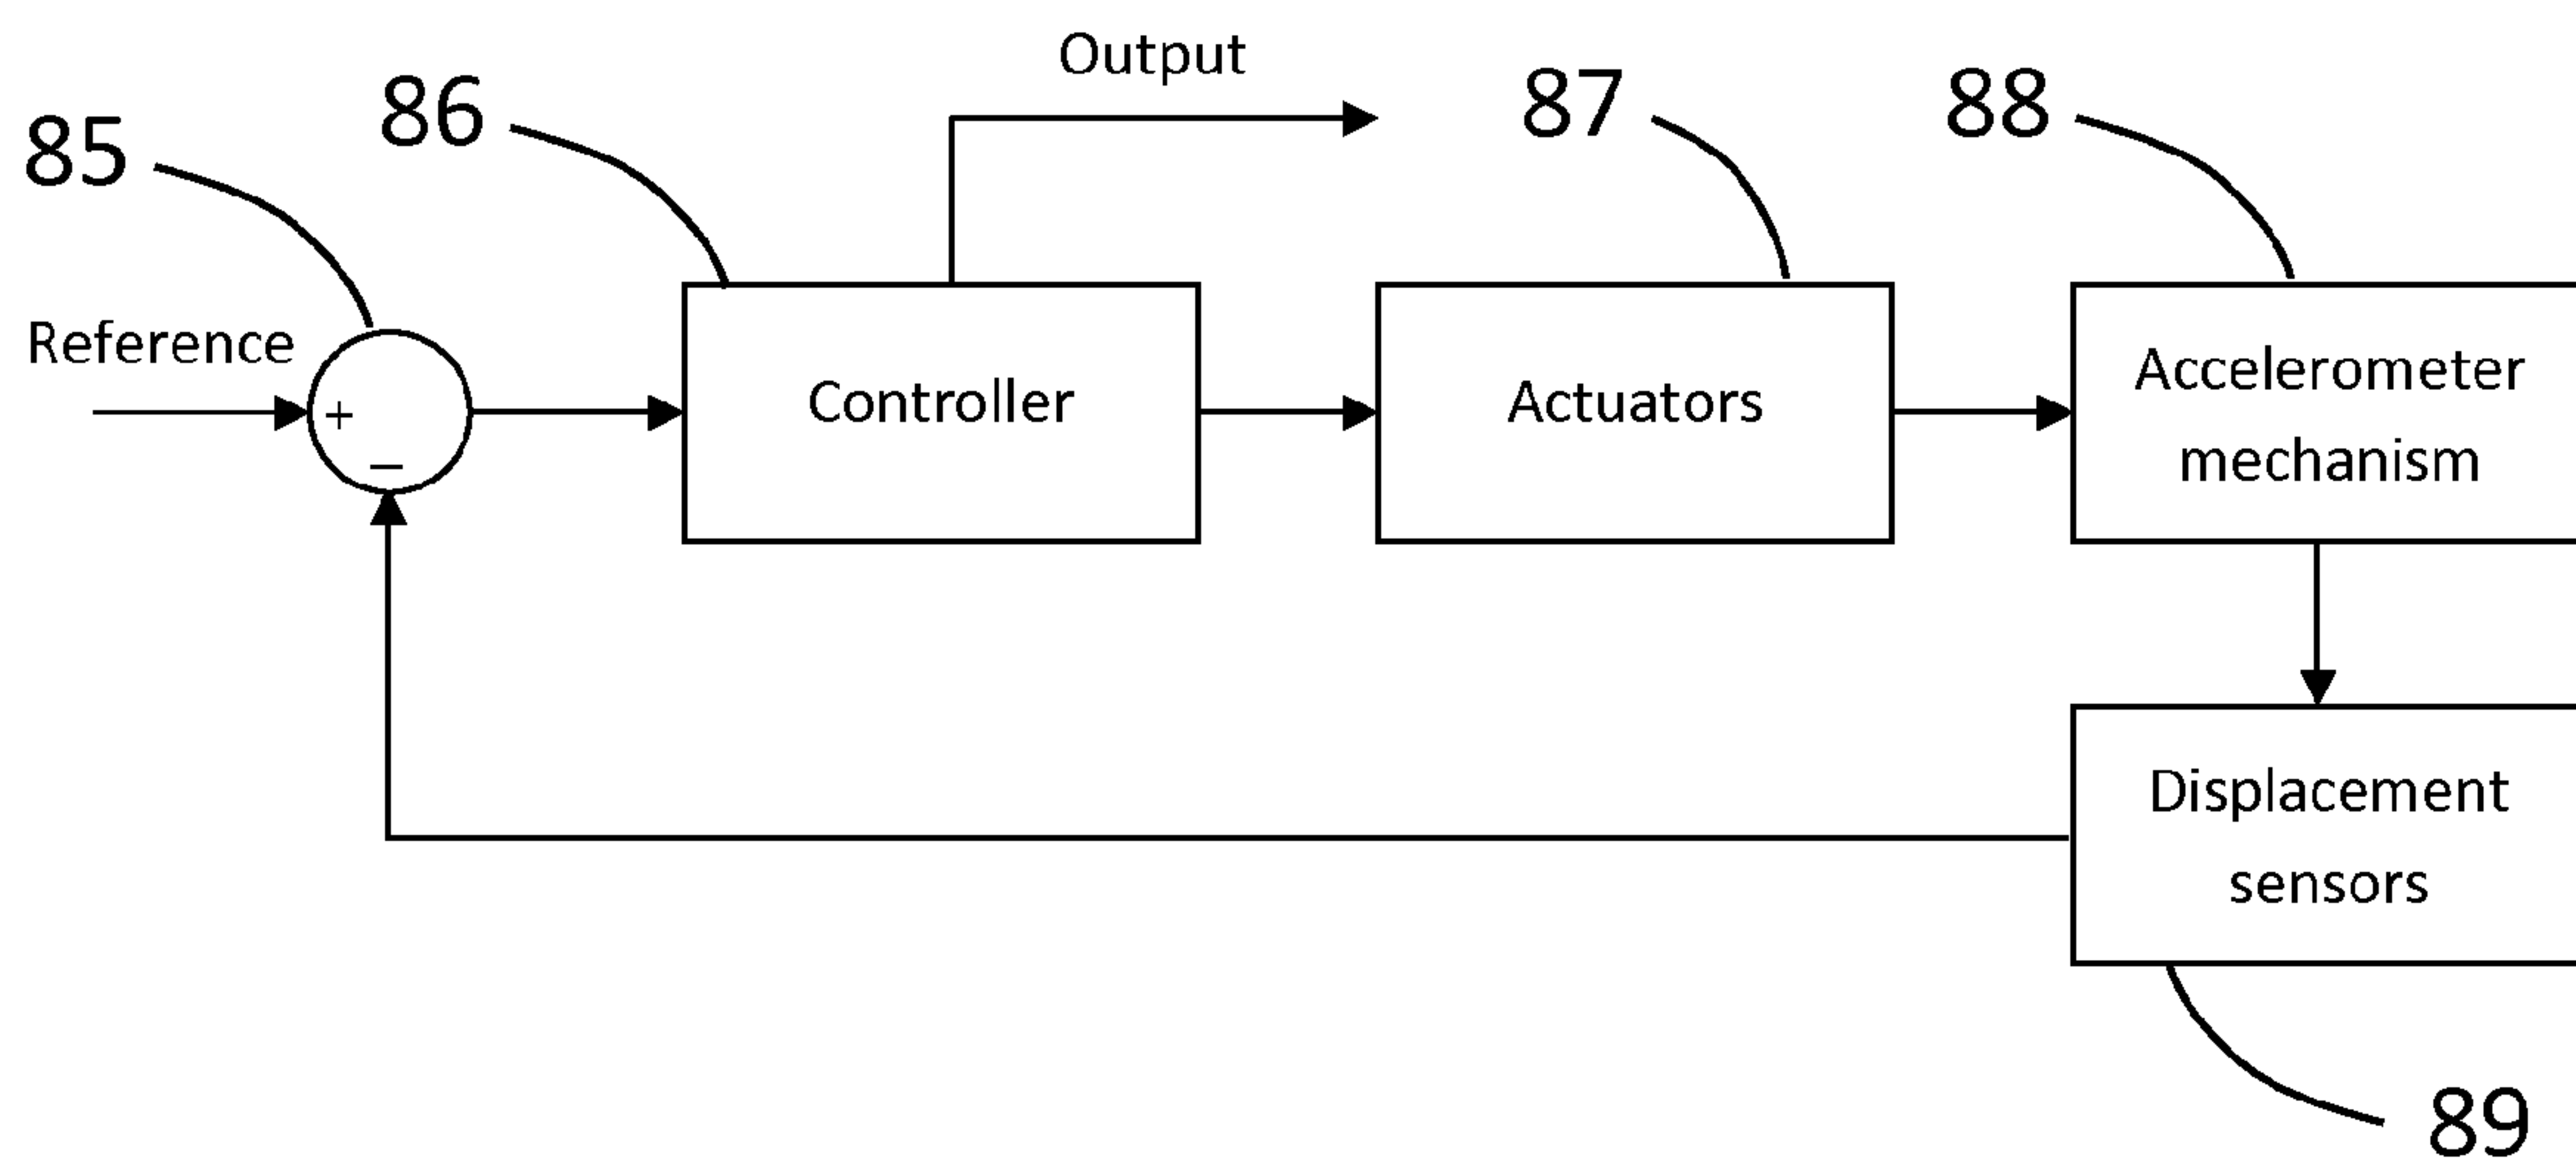 Output
85
86
87
88
Reference
+
−
Controller
Actuators
Accelerometer
mechanism
Displacement
sensors
89